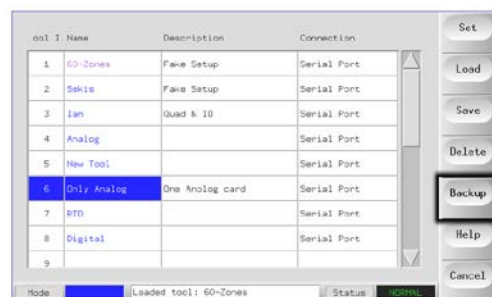 ool I Name Description Connection
1 60-Zones Fake Setup Serial Port
2 Sekis Fake Setup Serial Port
3 Ian Quad & IO Serial Port
4 Analog Serial Port
5 New Tool Serial Port
6 Only Analog One Anolog card Serial Port
7 RTD Serial Port
8 Digital Serial Port
9
Set
Load
Save
Delete
Backup
Help
Cancel
Mode Loaded tool: 60-Zones Status NORMAL